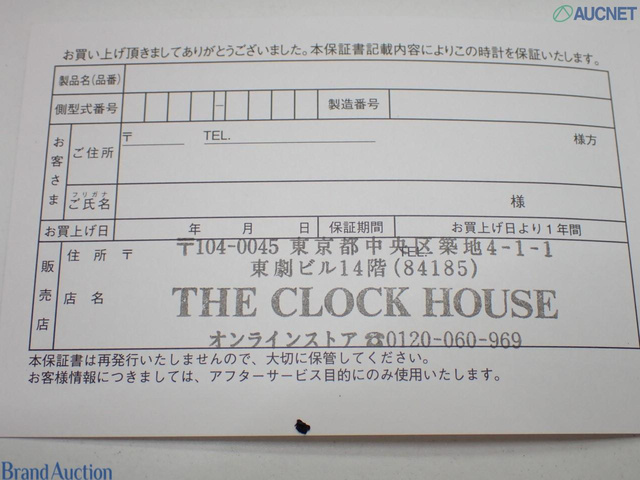 AUCNET
お買い上げ頂きましてありがとうございました。本保証書記載内容によりこの時計を保証いたします。
製品名(品番)
側型式番号 － 製造番号
お客さま
ご住所 〒 TEL. 様方
フリガナ
ご氏名 様
お買上げ日 年 月 日 保証期間 お買上げ日より1年間
販売店
住所 〒 TEL.
〒104-0045 東京都中央区築地4-1-1
東劇ビル14階(84185)
店名 THE CLOCK HOUSE
オンラインストア ☎0120-060-969
本保証書は再発行いたしませんので、大切に保管してください。
お客様情報につきましては、アフターサービス目的にのみ使用いたします。
Brand Auction